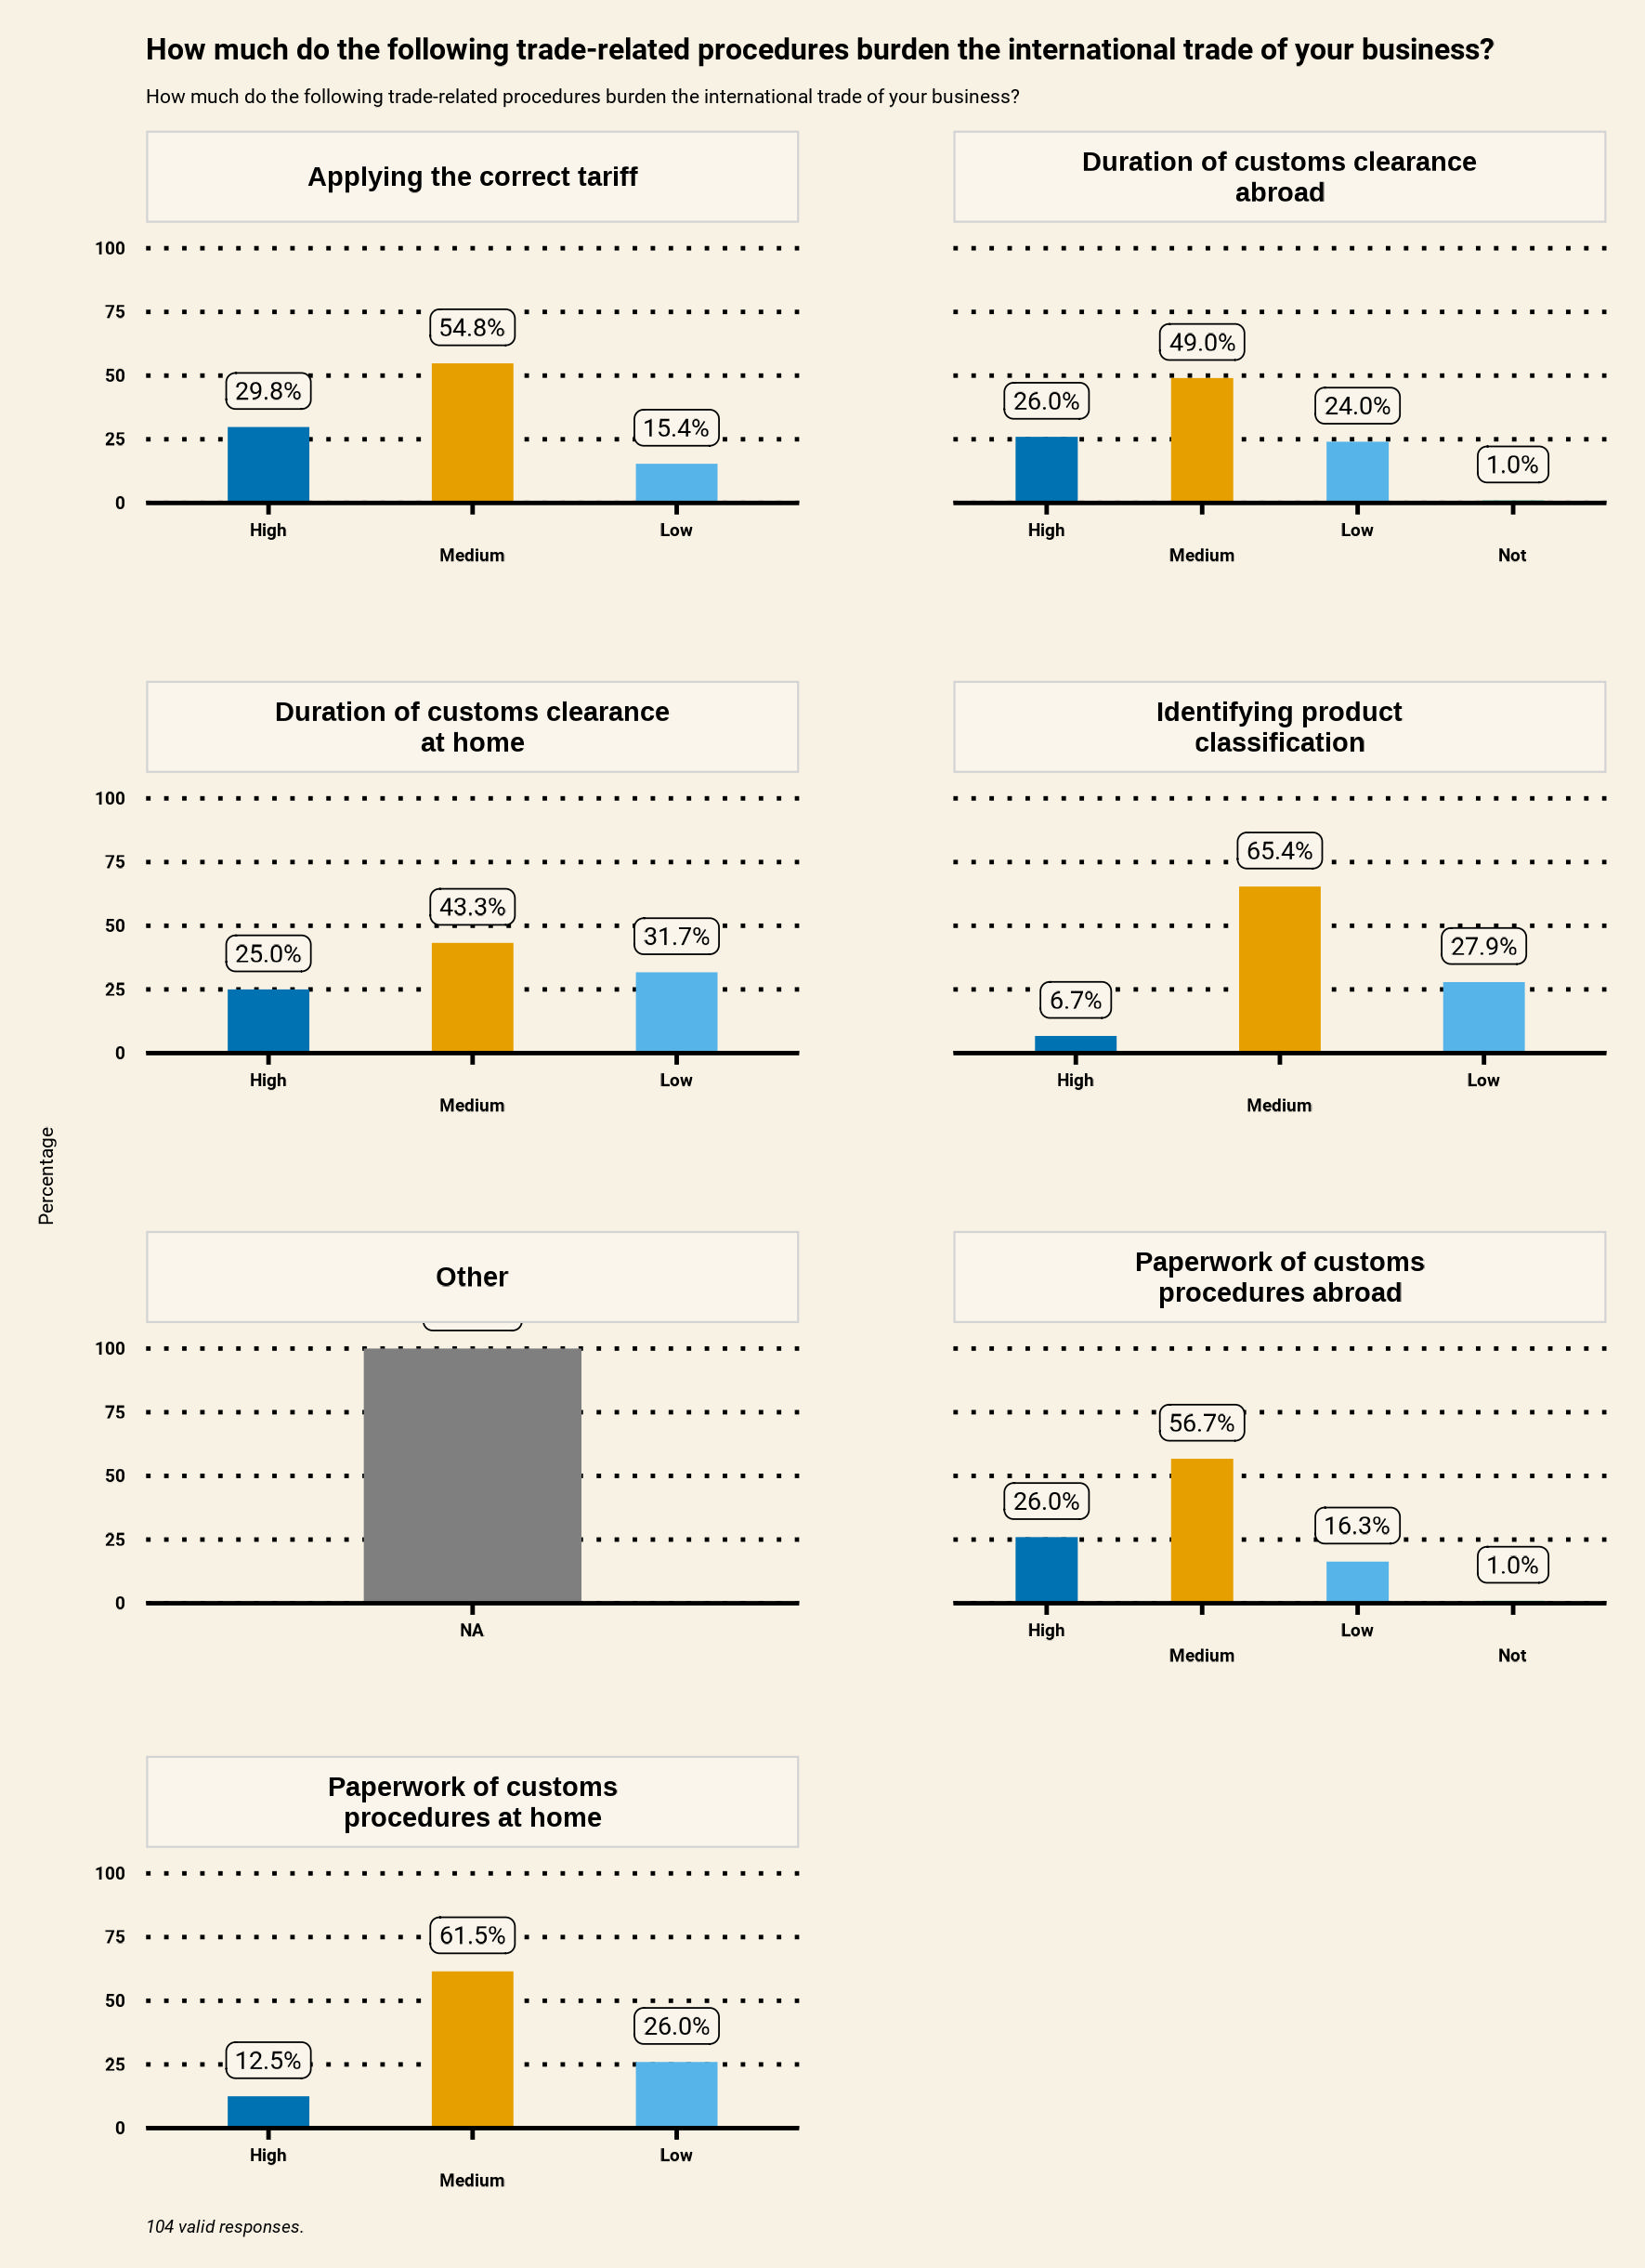 How much do the following trade-related procedures burden the international trade of your business?
How much do the following trade-related procedures burden the international trade of your business?
Applying the correct tariff
100
75
50
25
0
29.8%
54.8%
15.4%
High
Medium
Low
Duration of customs clearance
abroad
26.0%
49.0%
24.0%
1.0%
High
Medium
Low
Not
Duration of customs clearance
at home
100
75
50
25
0
25.0%
43.3%
31.7%
High
Medium
Low
Identifying product
classification
6.7%
65.4%
27.9%
High
Medium
Low
Percentage
Other
100
75
50
25
0
NA
Paperwork of customs
procedures abroad
26.0%
56.7%
16.3%
1.0%
High
Medium
Low
Not
Paperwork of customs
procedures at home
100
75
50
25
0
12.5%
61.5%
26.0%
High
Medium
Low
104 valid responses.